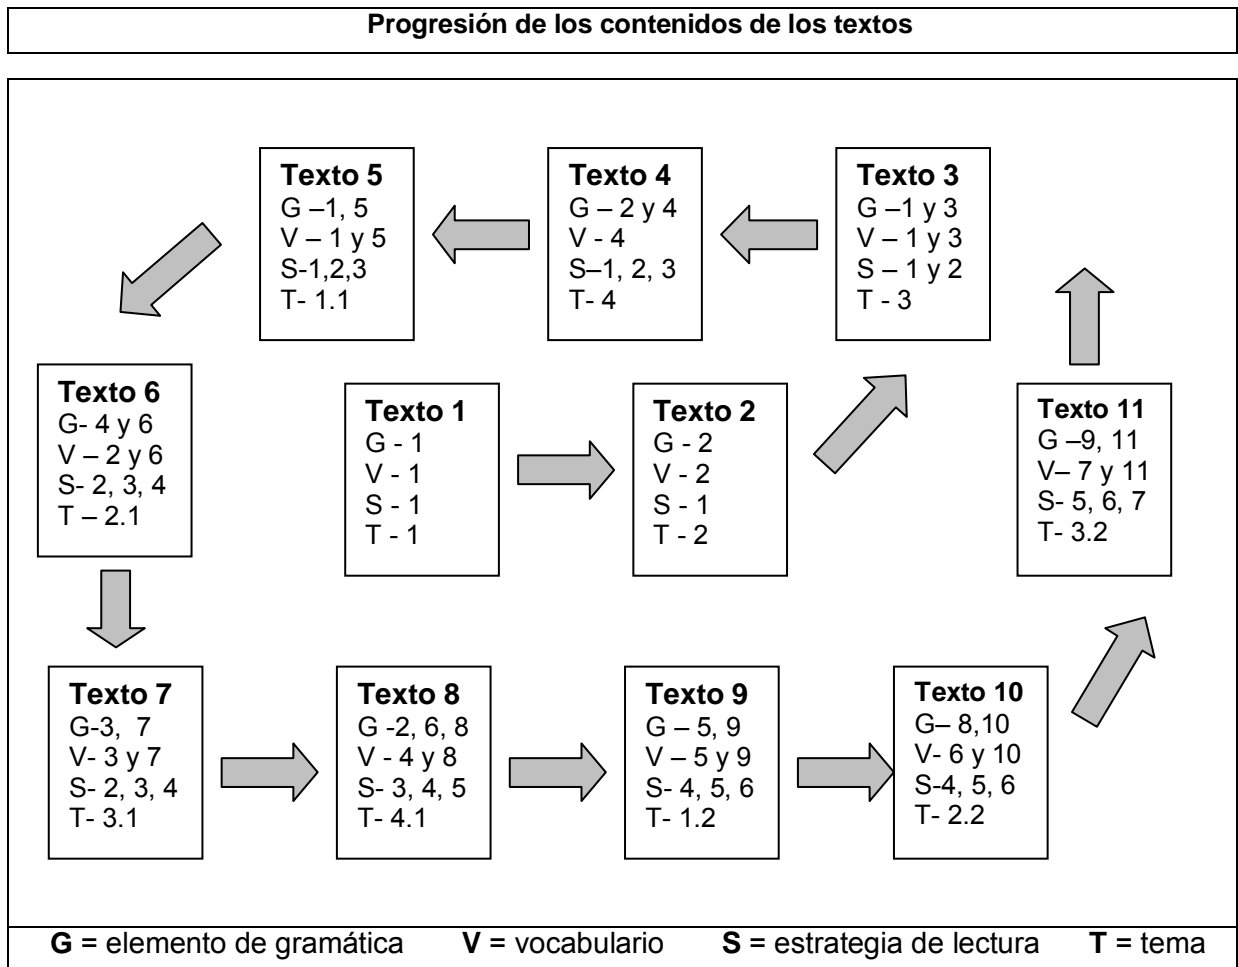 Progresión de los contenidos de los textos
Texto 5
G –1, 5
V – 1 y 5
S-1,2,3
T- 1.1
Texto 4
G – 2 y 4
V - 4
S–1, 2, 3
T- 4
Texto 3
G –1 y 3
V – 1 y 3
S – 1 y 2
T - 3
Texto 6
G- 4 y 6
V – 2 y 6
S- 2, 3, 4
T – 2.1
Texto 1
G - 1
V - 1
S - 1
T - 1
Texto 2
G - 2
V - 2
S - 1
T - 2
Texto 11
G –9, 11
V– 7 y 11
S- 5, 6, 7
T- 3.2
Texto 7
G-3, 7
V- 3 y 7
S- 2, 3, 4
T- 3.1
Texto 8
G -2, 6, 8
V - 4 y 8
S- 3, 4, 5
T- 4.1
Texto 9
G – 5, 9
V – 5 y 9
S- 4, 5, 6
T- 1.2
Texto 10
G– 8,10
V- 6 y 10
S-4, 5, 6
T- 2.2
G = elemento de gramática V = vocabulario S = estrategia de lectura T = tema